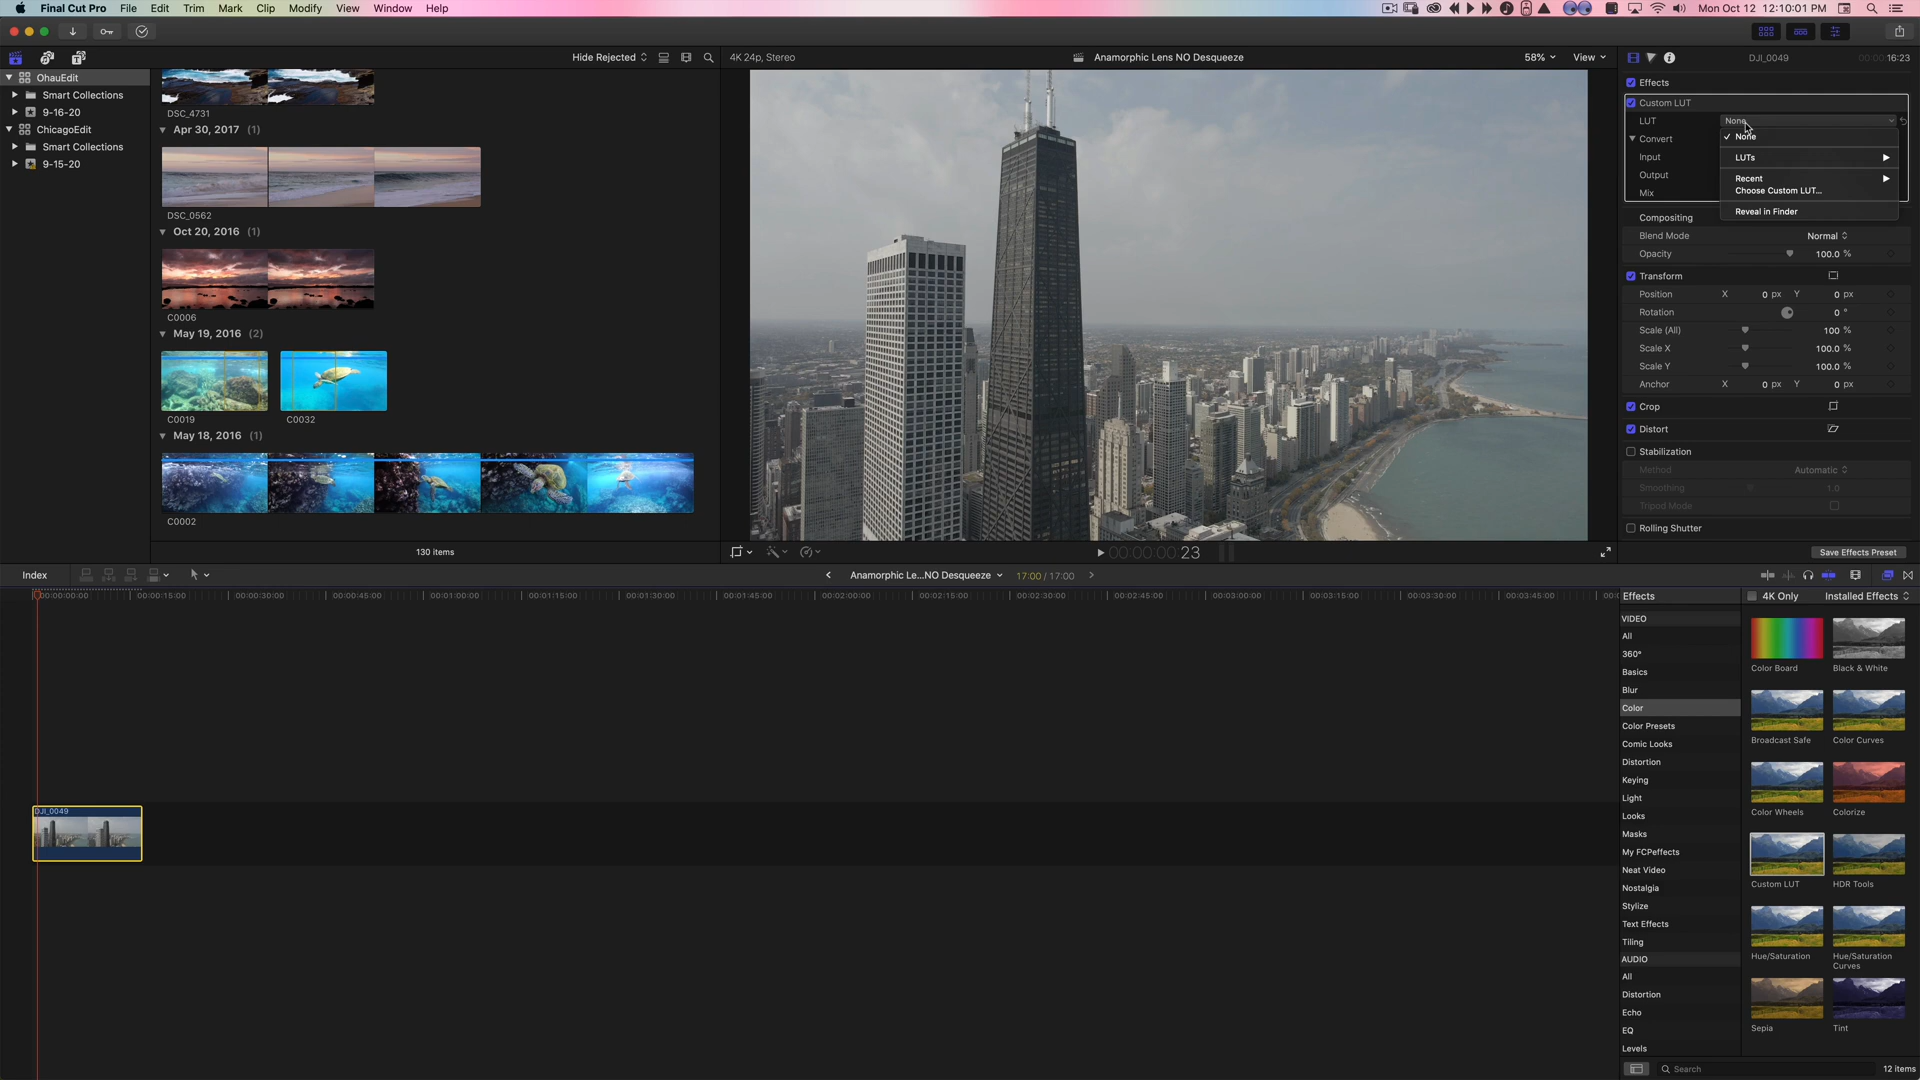 Final Cut Pro File Edit Trim Mark Clip Modify View Window Help
Mon Oct 12 12:10:01 PM
Hide Rejected
4K 24p, Stereo
Anamorphic Lens NO Desqueeze
58%
View
DJI_0049
00:00:16:23
OhauEdit
Smart Collections
9-16-20
ChicagoEdit
Smart Collections
9-15-20
DSC_4731
Apr 30, 2017 (1)
DSC_0562
Oct 20, 2016 (1)
C0006
May 19, 2016 (2)
C0019
C0032
May 18, 2016 (1)
C0002
130 items
00:00:00:23
Effects
Custom LUT
LUT
None
Convert
Input
Output
Mix
✓ None
LUTs
Recent
Choose Custom LUT...
Reveal in Finder
Compositing
Blend Mode Normal
Opacity 100.0 %
Transform
Position X 0 px Y 0 px
Rotation 0 °
Scale (All) 100 %
Scale X 100.0 %
Scale Y 100.0 %
Anchor X 0 px Y 0 px
Crop
Distort
Stabilization
Method Automatic
Smoothing 1.0
Tripod Mode
Rolling Shutter
Save Effects Preset
Index
Anamorphic Le...NO Desqueeze
17:00 / 17:00
00:00:00:00 00:00:15:00 00:00:30:00 00:00:45:00 00:01:00:00 00:01:15:00 00:01:30:00 00:01:45:00 00:02:00:00 00:02:15:00 00:02:30:00 00:02:45:00 00:03:00:00 00:03:15:00 00:03:30:00 00:03:45:00
DJI_0049
Effects
4K Only
Installed Effects
VIDEO
All
360°
Basics
Blur
Color
Color Presets
Comic Looks
Distortion
Keying
Light
Looks
Masks
My FCPeffects
Neat Video
Nostalgia
Stylize
Text Effects
Tiling
AUDIO
All
Distortion
Echo
EQ
Levels
Color Board
Black & White
Broadcast Safe
Color Curves
Color Wheels
Colorize
Custom LUT
HDR Tools
Hue/Saturation
Hue/Saturation
Curves
Sepia
Tint
Search
12 items